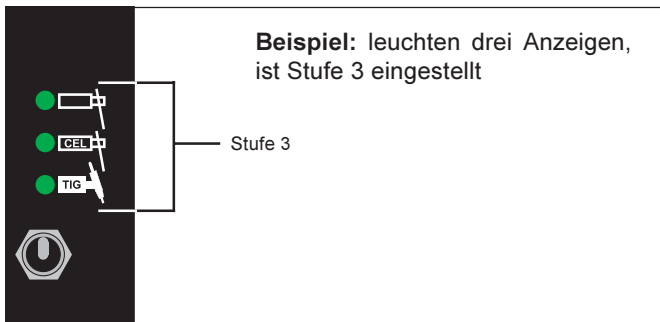 Beispiel: leuchten drei Anzeigen,
ist Stufe 3 eingestellt
CEL
Stufe 3
TIG